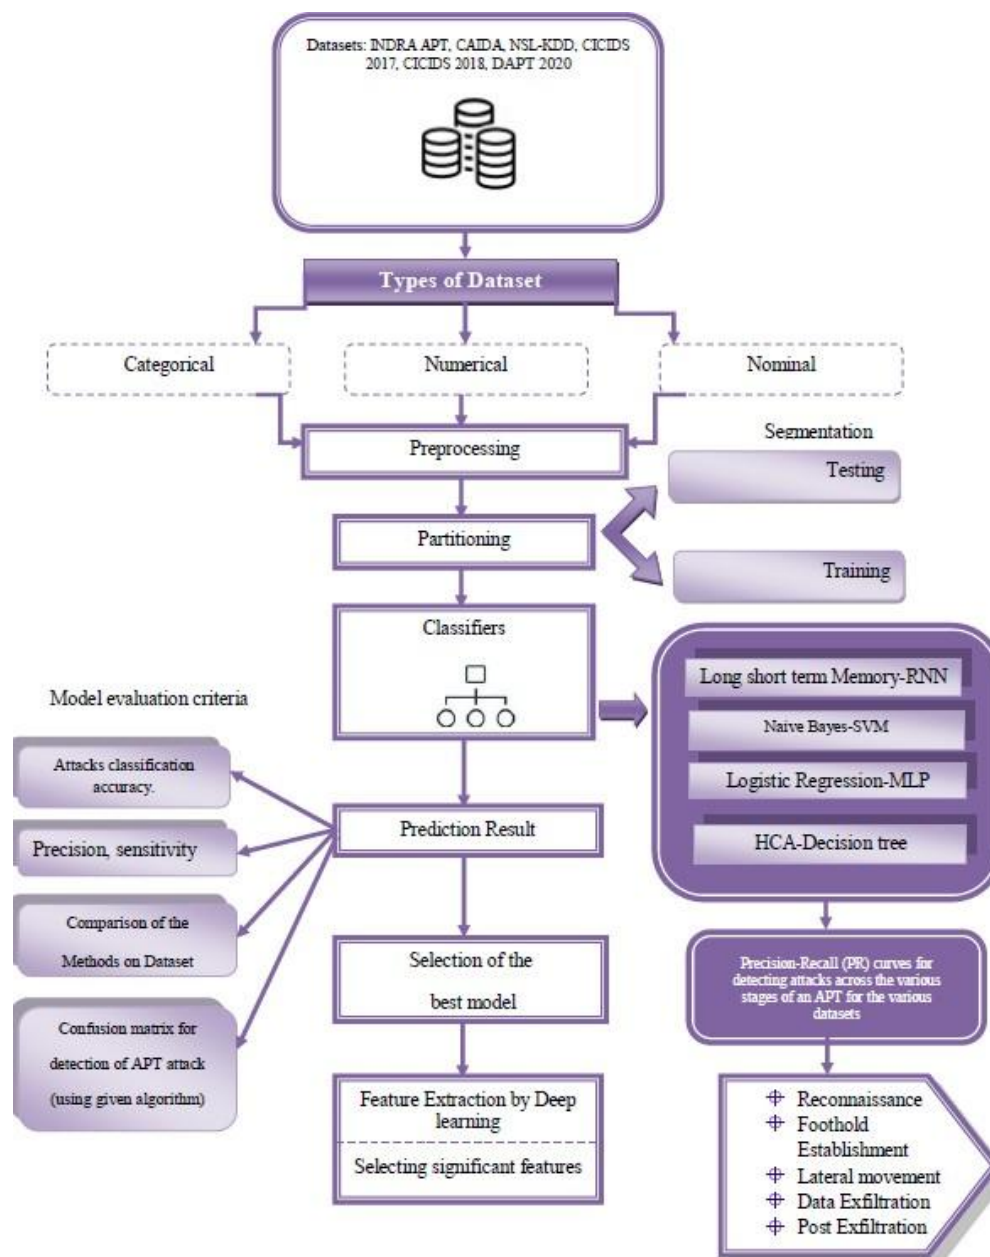 Datasets: INDRA APT, CAIDA, NSL-KDD, CICIDS
2017, CICIDS 2018, DAPT 2020
Types of Dataset
Categorical
Numerical
Nominal
Preprocessing
Segmentation
Testing
Partitioning
Training
Classifiers
Long short term Memory-RNN
Naive Bayes-SVM
Logistic Regression-MLP
HCA-Decision tree
Model evaluation criteria
Attacks classification
accuracy.
Precision, sensitivity
Comparison of the
Methods on Dataset
Confusion matrix for
detection of APT attack
(using given algorithm)
Prediction Result
Selection of the
best model
Feature Extraction by Deep
learning
Selecting significant features
Precision-Recall (PR) curves for
detecting attacks across the various
stages of an APT for the various
datasets
Reconnaissance
Foothold
Establishment
Lateral movement
Data Exfiltration
Post Exfiltration